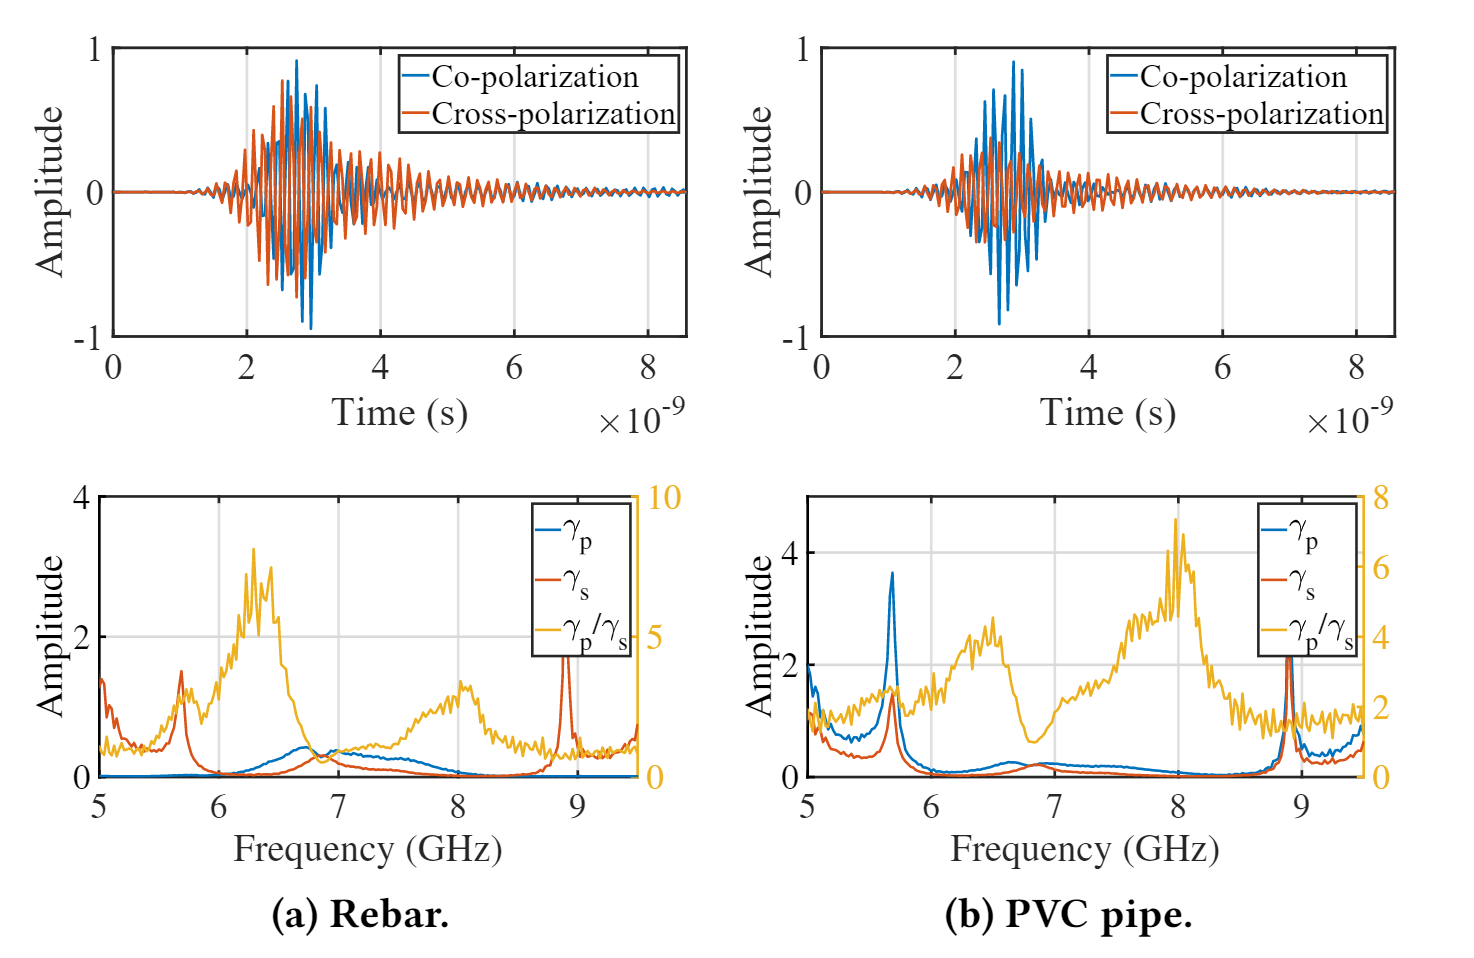 1
0
-1
Amplitude
Co-polarization
Cross-polarization
0 2 4 6 8
Time (s)
×10-9
1
0
-1
Amplitude
Co-polarization
Cross-polarization
0 2 4 6 8
Time (s)
×10-9
4
2
0
Amplitude
10
5
0
γp
γs
γp/γs
5 6 7 8 9
Frequency (GHz)
4
2
0
Amplitude
8
6
4
2
0
γp
γs
γp/γs
5 6 7 8 9
Frequency (GHz)
(a) Rebar.
(b) PVC pipe.